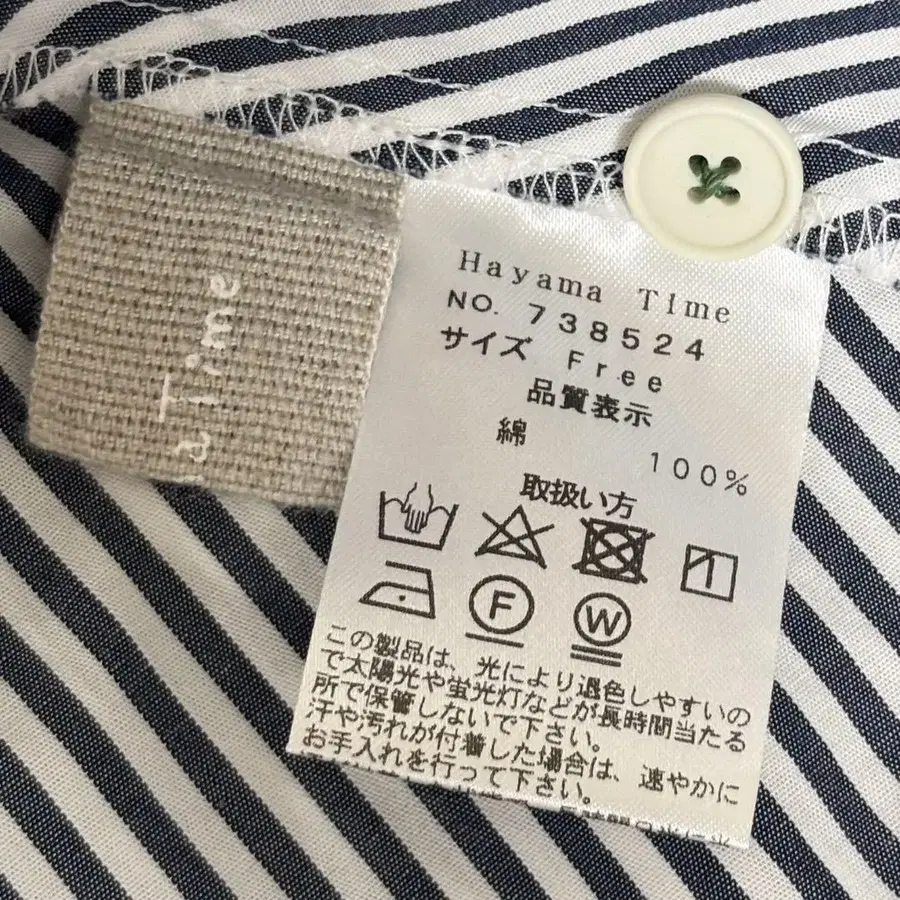 Time
Hayama Time
NO. 738524
サイズ Free
品質表示
綿 100%
取扱い方
F W
この製品は、光により退色しやすいの
で太陽光や蛍光灯などが長時間当たる
所で保管しないで下さい。
汗や汚れが付着した場合は、速やかに
お手入れを行って下さい。